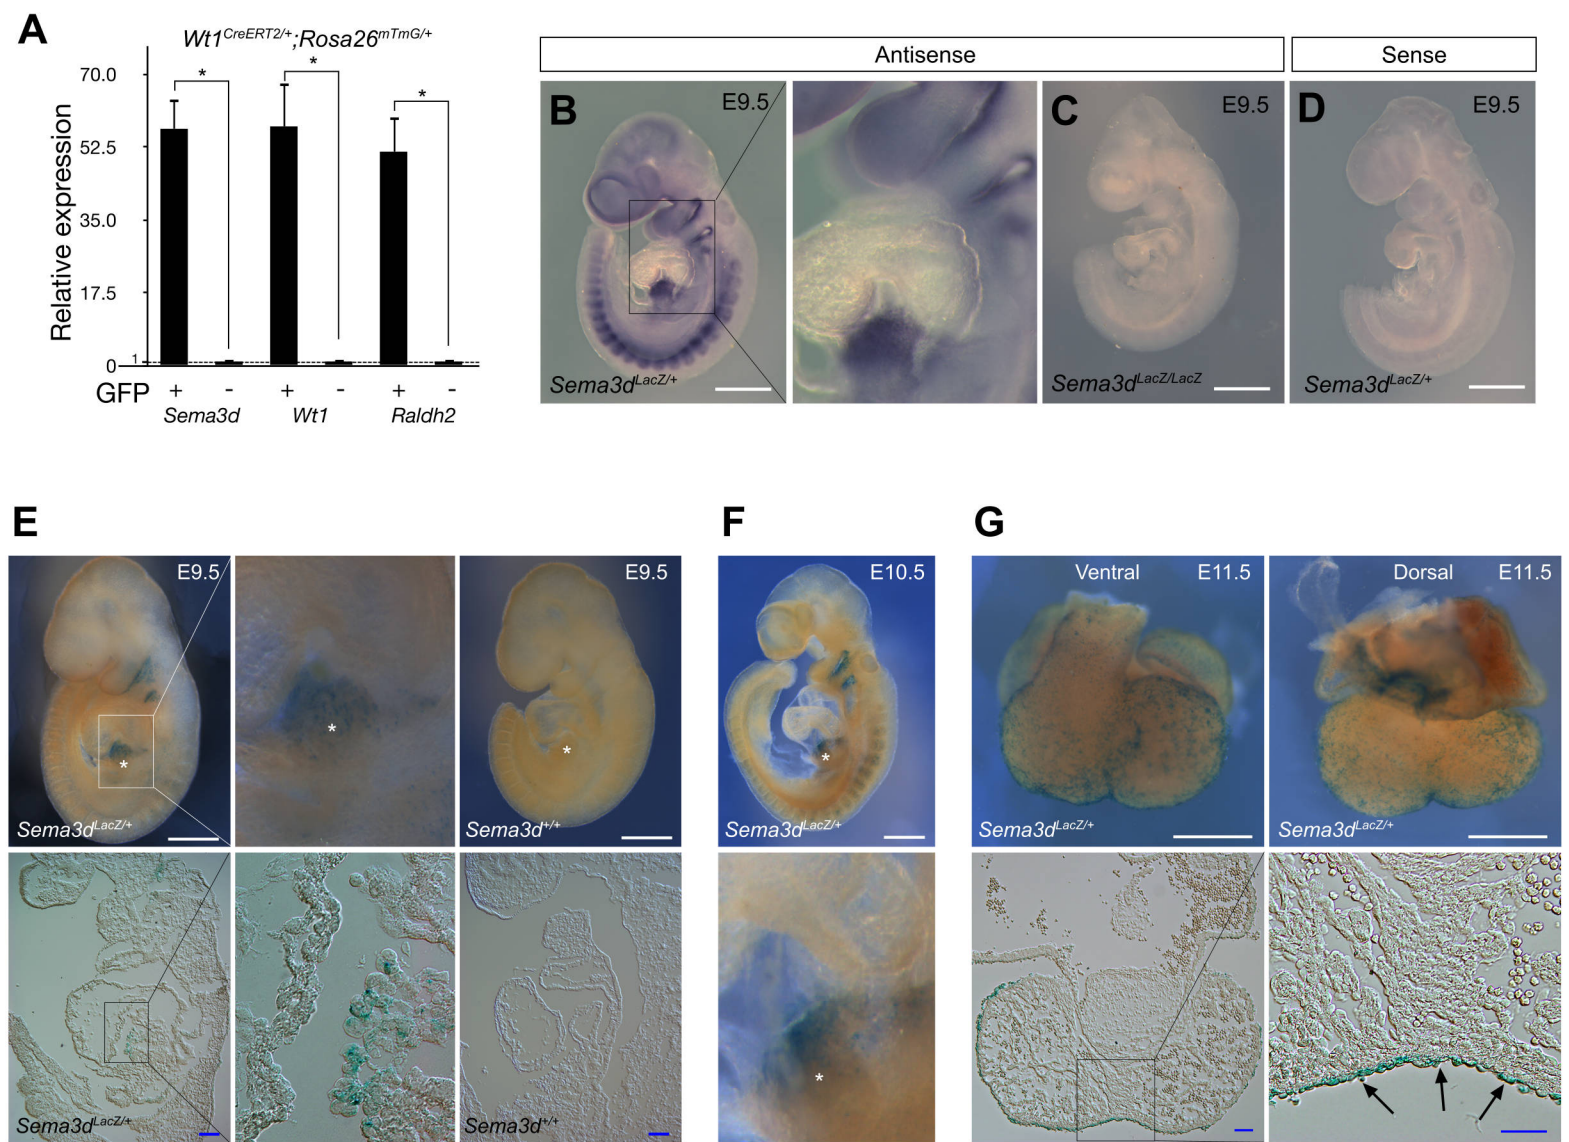 A
Wt1CreERT2/+;Rosa26mTmG/+
Relative expression
70.0
52.5
35.0
17.5
1
0
* * *
GFP + - + - + -
Sema3d Wt1 Raldh2
Antisense
Sense
B E9.5
Sema3dLacZ/+
C E9.5
Sema3dLacZ/LacZ
D E9.5
Sema3dLacZ/+
E
E9.5
*
Sema3dLacZ/+
*
E9.5
*
Sema3d+/+
Sema3dLacZ/+
Sema3d+/+
F
E10.5
*
Sema3dLacZ/+
*
G
Ventral E11.5
Sema3dLacZ/+
Dorsal E11.5
Sema3dLacZ/+